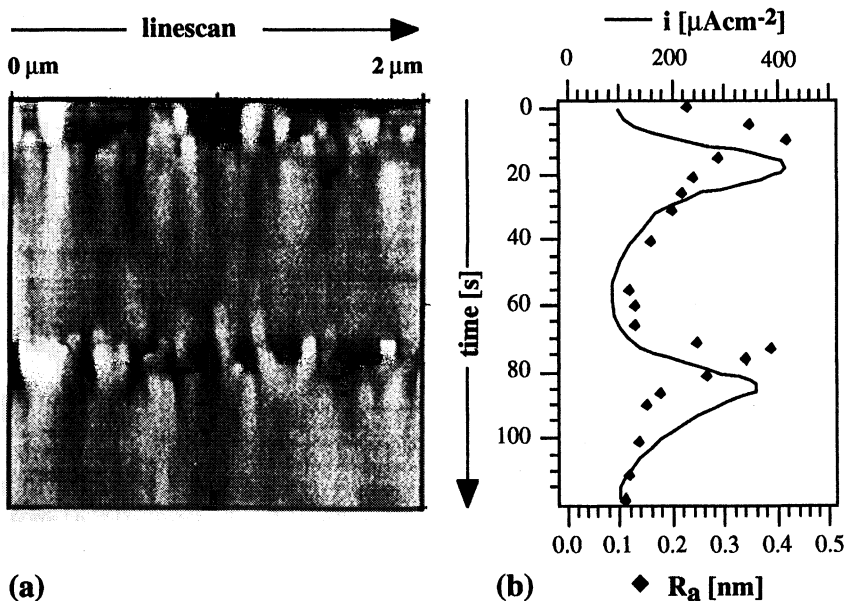 linescan
0 μm 2 μm
time [s]
(a)
i [μAcm-2]
0 200 400
0
20
40
60
80
100
0.0 0.1 0.2 0.3 0.4 0.5
(b) ◆ Ra [nm]